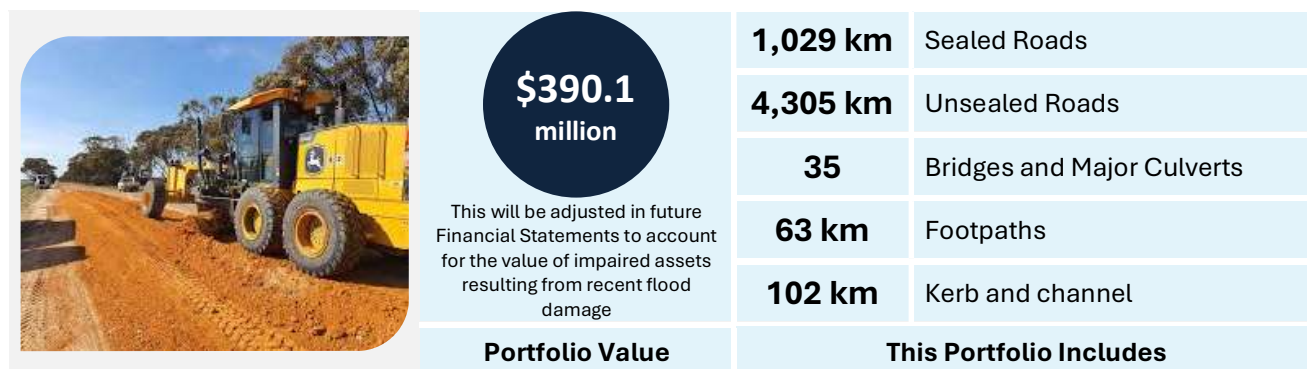 $390.1
million
This will be adjusted in future
Financial Statements to account
for the value of impaired assets
resulting from recent flood
damage
Portfolio Value
1,029 km Sealed Roads
4,305 km Unsealed Roads
35 Bridges and Major Culverts
63 km Footpaths
102 km Kerb and channel
This Portfolio Includes